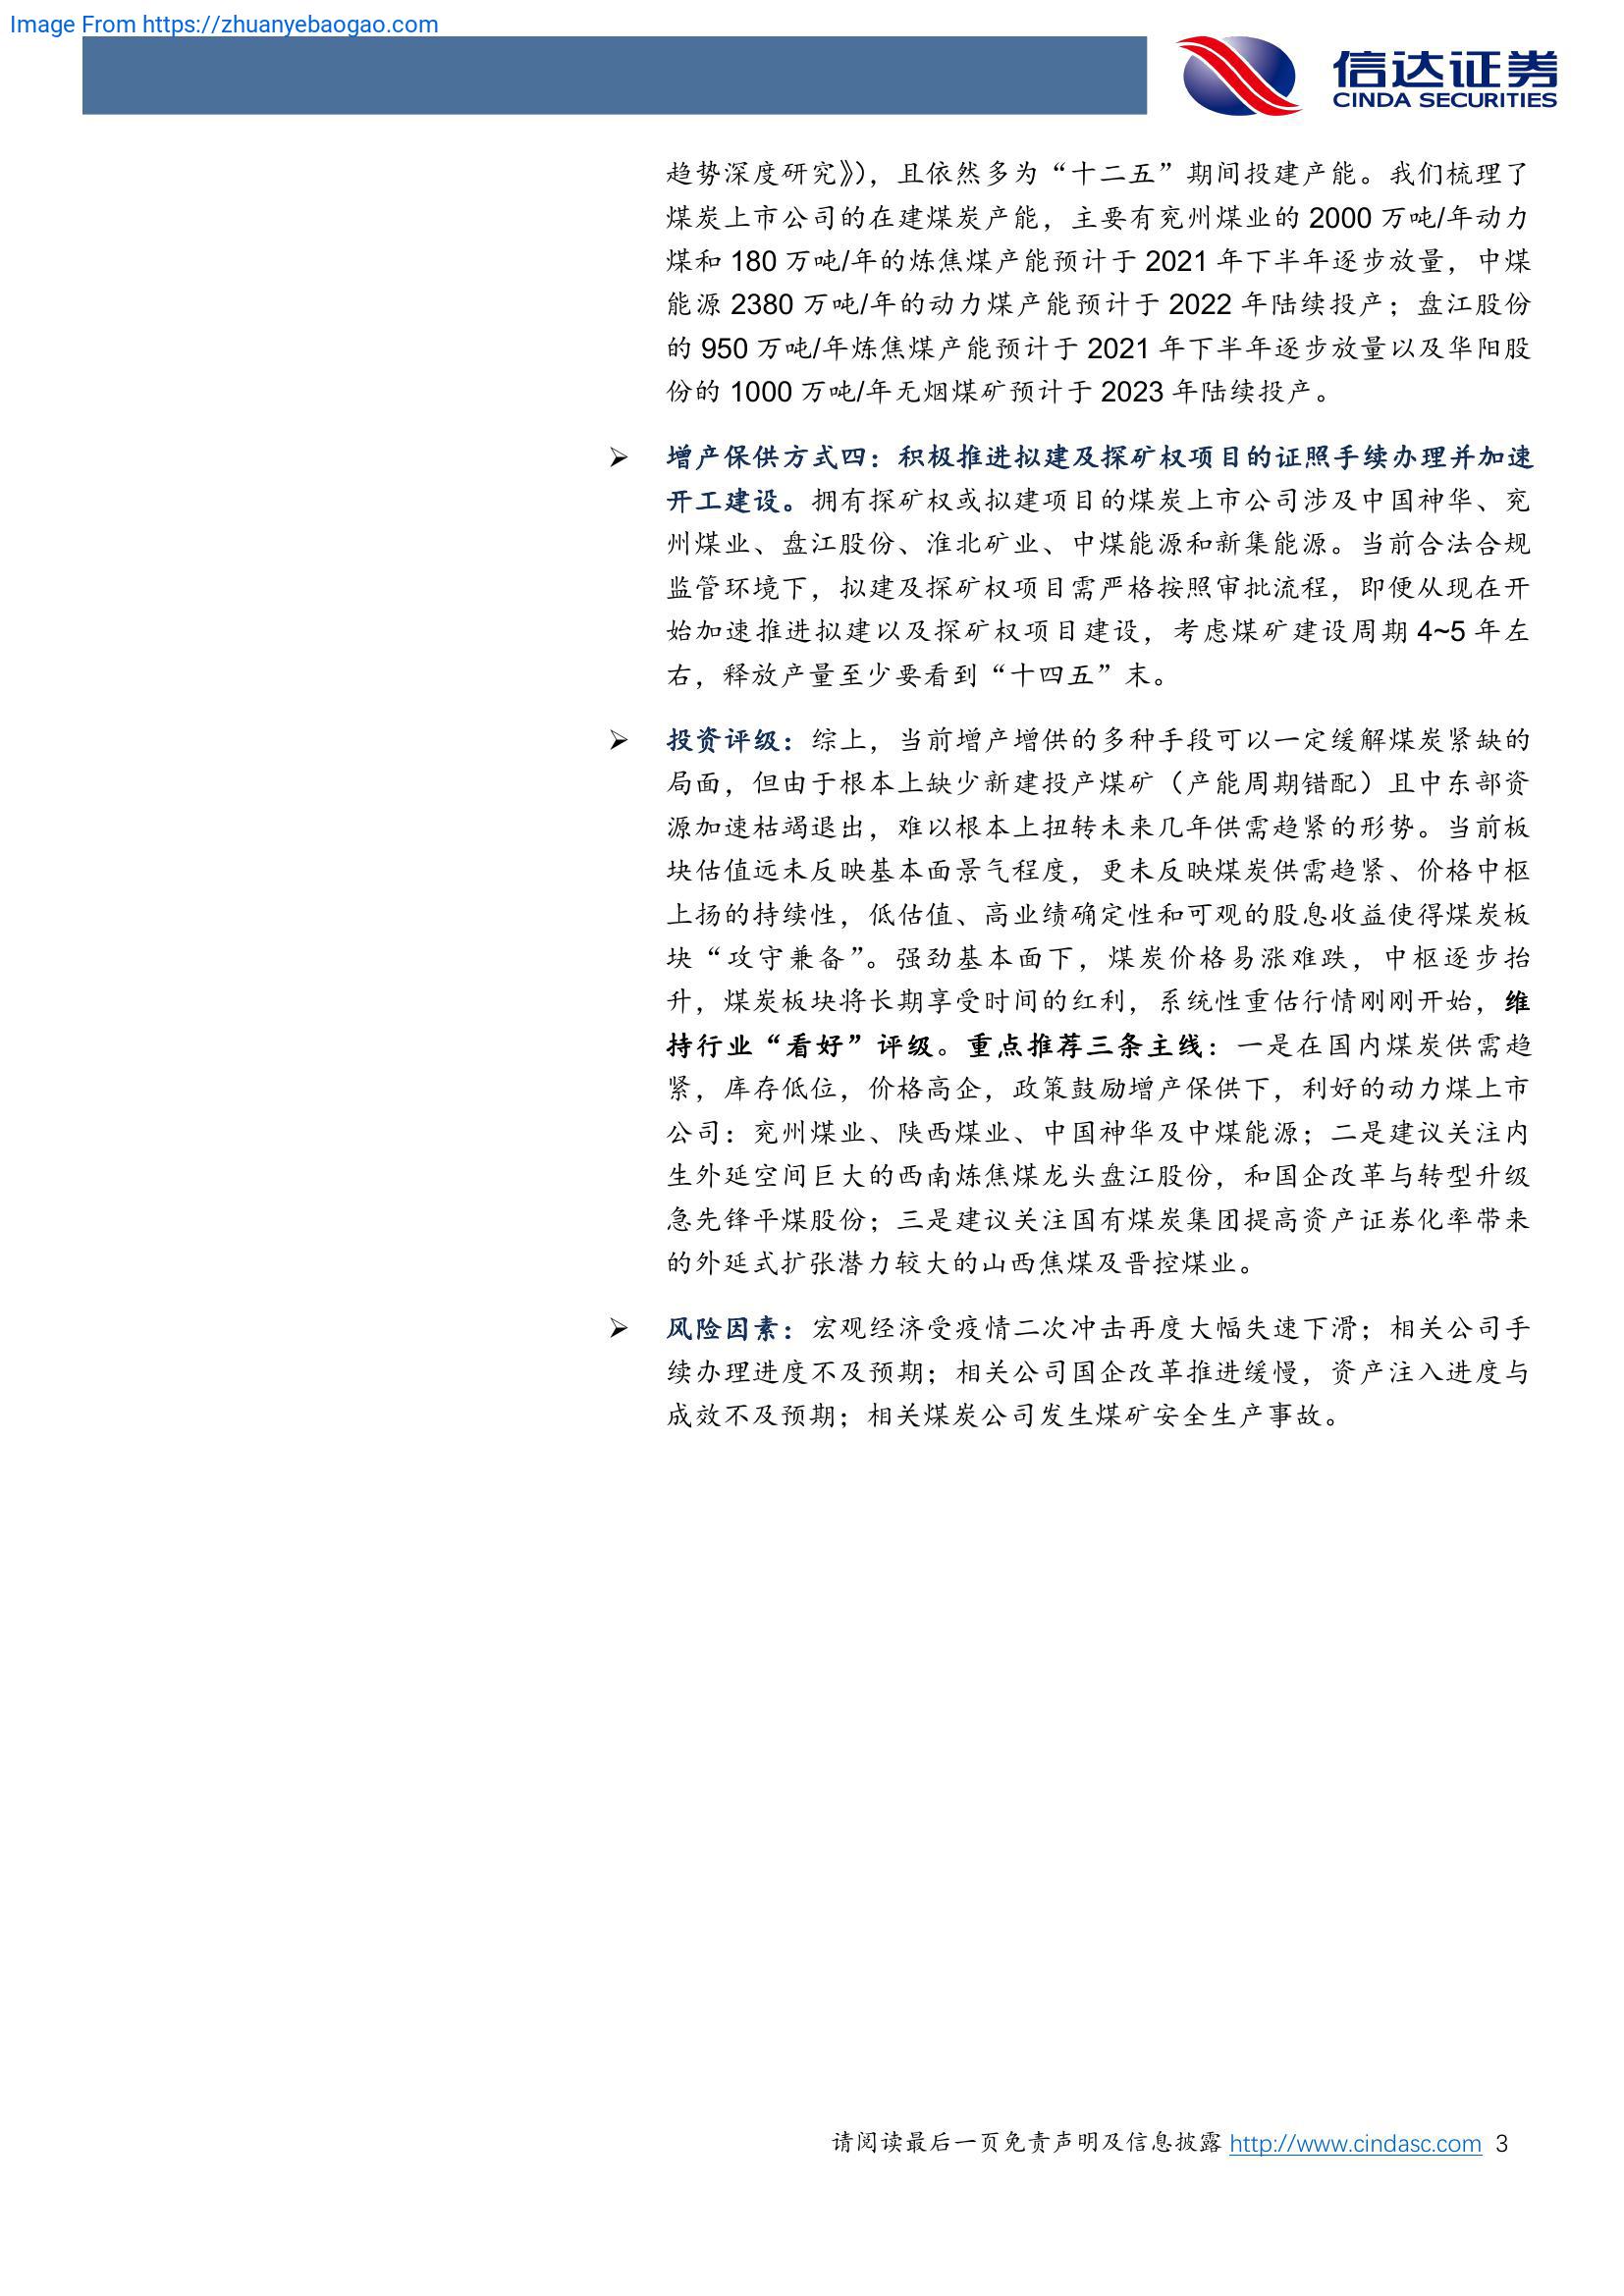 Image From https://zhuanyebaogao.com
信达证券
CINDA SECURITIES
趋势深度研究》)，且依然多为“十二五”期间投建产能。我们梳理了
煤炭上市公司的在建煤炭产能，主要有兖州煤业的 2000 万吨/年动力
煤和 180 万吨/年的炼焦煤产能预计于 2021 年下半年逐步放量，中煤
能源 2380 万吨/年的动力煤产能预计于 2022 年陆续投产；盘江股份
的 950 万吨/年炼焦煤产能预计于 2021 年下半年逐步放量以及华阳股
份的 1000 万吨/年无烟煤矿预计于 2023 年陆续投产。
➢ 增产保供方式四：积极推进拟建及探矿权项目的证照手续办理并加速
开工建设。拥有探矿权或拟建项目的煤炭上市公司涉及中国神华、兖
州煤业、盘江股份、淮北矿业、中煤能源和新集能源。当前合法合规
监管环境下，拟建及探矿权项目需严格按照审批流程，即便从现在开
始加速推进拟建以及探矿权项目建设，考虑煤矿建设周期 4~5 年左
右，释放产量至少要看到“十四五”末。
➢ 投资评级：综上，当前增产增供的多种手段可以一定缓解煤炭紧缺的
局面，但由于根本上缺少新建投产煤矿（产能周期错配）且中东部资
源加速枯竭退出，难以根本上扭转未来几年供需趋紧的形势。当前板
块估值远未反映基本面景气程度，更未反映煤炭供需趋紧、价格中枢
上扬的持续性，低估值、高业绩确定性和可观的股息收益使得煤炭板
块“攻守兼备”。强劲基本面下，煤炭价格易涨难跌，中枢逐步抬
升，煤炭板块将长期享受时间的红利，系统性重估行情刚刚开始，维
持行业“看好”评级。重点推荐三条主线：一是在国内煤炭供需趋
紧，库存低位，价格高企，政策鼓励增产保供下，利好的动力煤上市
公司：兖州煤业、陕西煤业、中国神华及中煤能源；二是建议关注内
生外延空间巨大的西南炼焦煤龙头盘江股份，和国企改革与转型升级
急先锋平煤股份；三是建议关注国有煤炭集团提高资产证券化率带来
的外延式扩张潜力较大的山西焦煤及晋控煤业。
➢ 风险因素：宏观经济受疫情二次冲击再度大幅失速下滑；相关公司手
续办理进度不及预期；相关公司国企改革推进缓慢，资产注入进度与
成效不及预期；相关煤炭公司发生煤矿安全生产事故。
请阅读最后一页免责声明及信息披露 http://www.cindasc.com 3